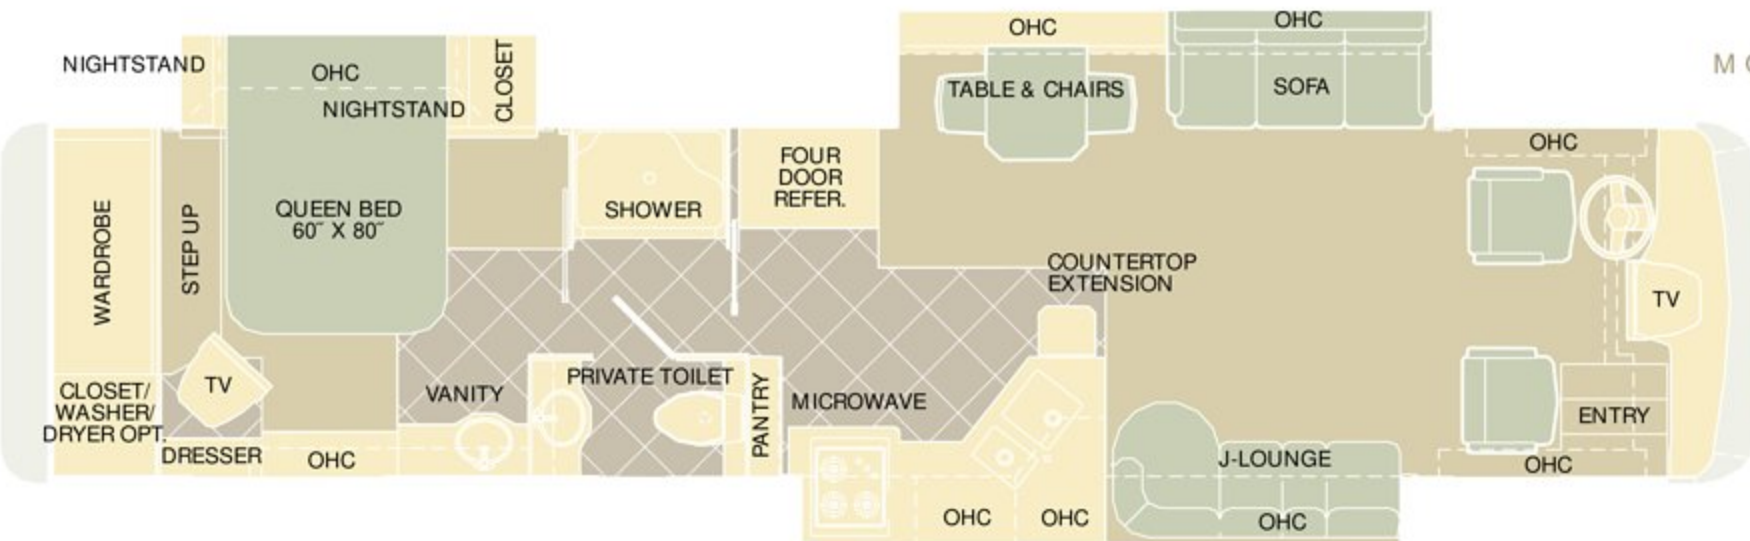 NIGHTSTAND
OHC
NIGHTSTAND
CLOSET
WARDROBE
STEP UP
QUEEN BED
60˝ X 80˝
SHOWER
FOUR
DOOR
REFER.
OHC
TABLE & CHAIRS
OHC
SOFA
OHC
COUNTERTOP
EXTENSION
TV
TV
CLOSET/
WASHER/
DRYER OPT.
DRESSER
OHC
VANITY
PRIVATE TOILET
PANTRY
MICROWAVE
OHC
OHC
J-LOUNGE
OHC
ENTRY
OHC